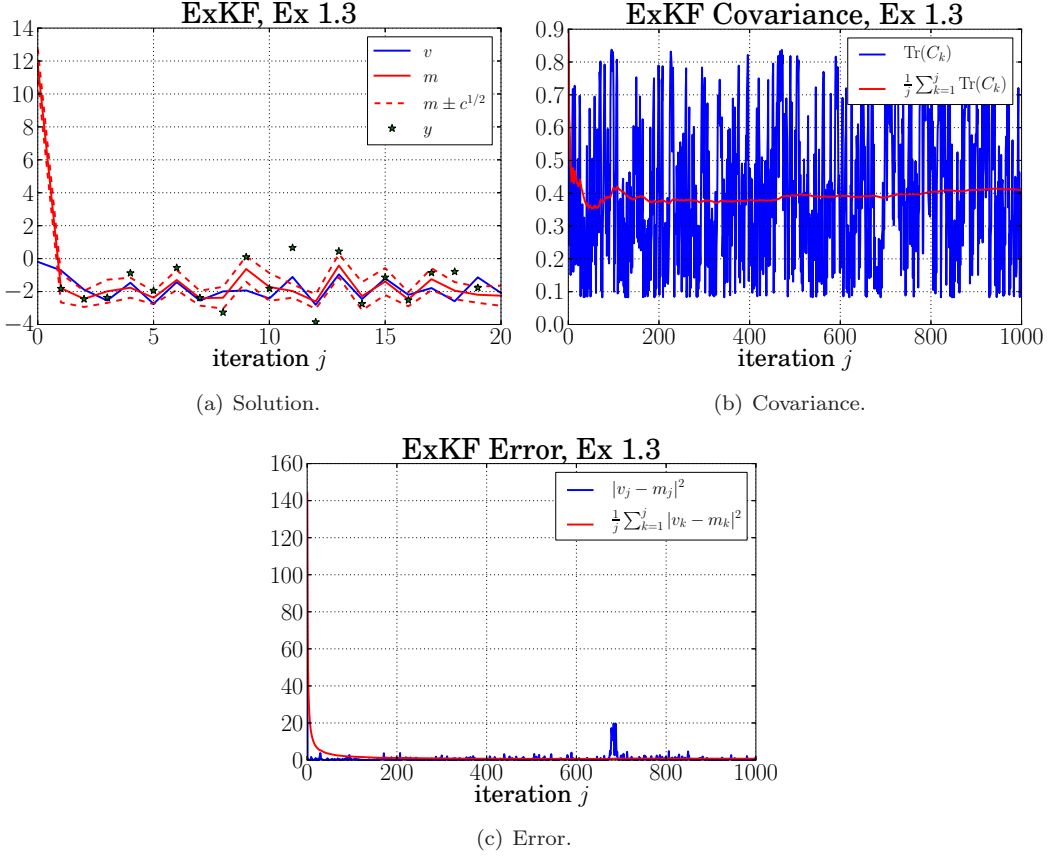 ExKF, Ex 1.3
14
12
10
8
6
4
2
0
−2
−4
v
m
m ± c^{1/2}
y
0
5
10
15
20
iteration j
(a) Solution.
ExKF Covariance, Ex 1.3
0.9
0.8
0.7
0.6
0.5
0.4
0.3
0.2
0.1
0.0
Tr(C_k)
\frac{1}{j} \sum_{k=1}^{j} Tr(C_k)
0
200
400
600
800
1000
iteration j
(b) Covariance.
ExKF Error, Ex 1.3
160
140
120
100
80
60
40
20
0
|v_j − m_j|^2
\frac{1}{j} \sum_{k=1}^{j} |v_k − m_k|^2
0
200
400
600
800
1000
iteration j
(c) Error.